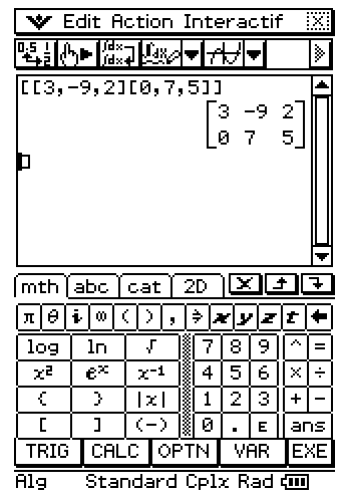 Edit Action Interactif
[[3,-9,2][0,7,5]]
[3 -9 2]
[0 7 5]
mth abc cat 2D
π θ i ∞ ( ) , ⇒ x y z t
log ln √ 7 8 9 ^ =
x² eˣ x⁻¹ 4 5 6 × ÷
{ } |x| 1 2 3 + -
[ ] (-) 0 . E ans
TRIG CALC OPTN VAR EXE
Alg Standard Cplx Rad